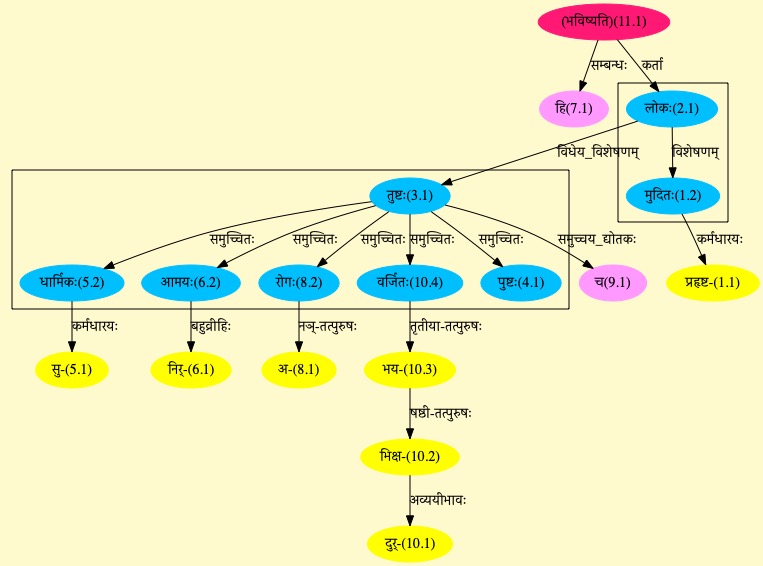 (भविष्यति)(11.1)
सम्बन्धः कर्ता
हि(7.1) लोकः(2.1)
विधेय_विशेषणम् विशेषणम्
तुष्टः(3.1) मुदितः(1.2)
समुच्चितः समुच्चितः समुच्चितः समुच्चितः समुच्चितः समुच्चय_द्योतकः कर्मधारयः
धार्मिकः(5.2) आमयः(6.2) रोगः(8.2) वर्जितः(10.4) पुष्टः(4.1) च(9.1) प्रहृष्ट-(1.1)
कर्मधारयः बहुव्रीहिः नञ्-तत्पुरुषः तृतीया-तत्पुरुषः
सु-(5.1) निर्-(6.1) अ-(8.1) भय-(10.3)
षष्ठी-तत्पुरुषः
भिक्ष-(10.2)
अव्ययीभावः
दुर्-(10.1)